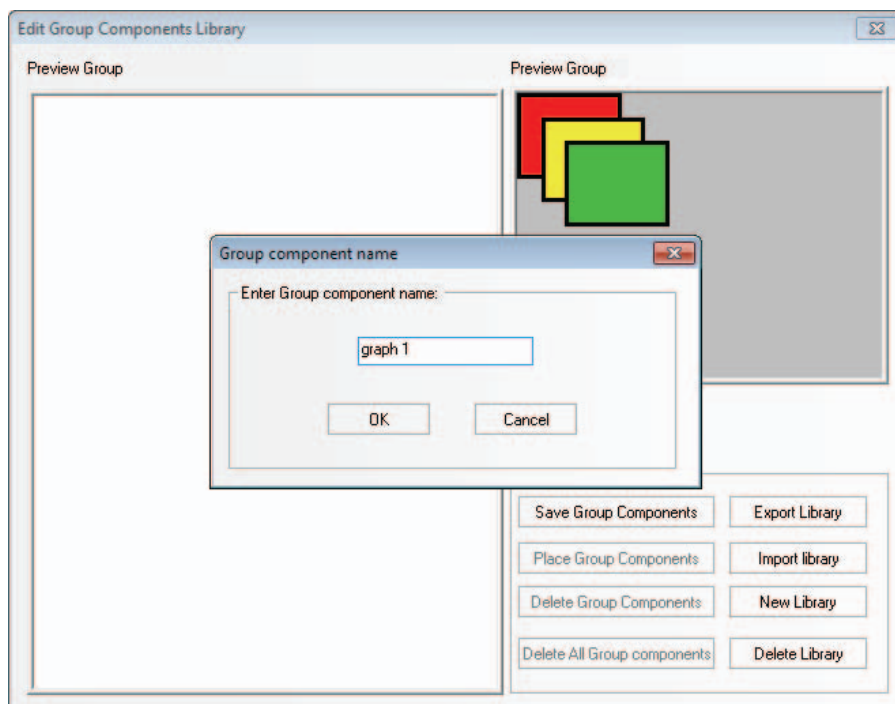 Edit Group Components Library
Preview Group
Preview Group
Group component name
Enter Group component name:
graph 1
OK
Cancel
Save Group Components
Export Library
Place Group Components
Import library
Delete Group Components
New Library
Delete All Group components
Delete Library